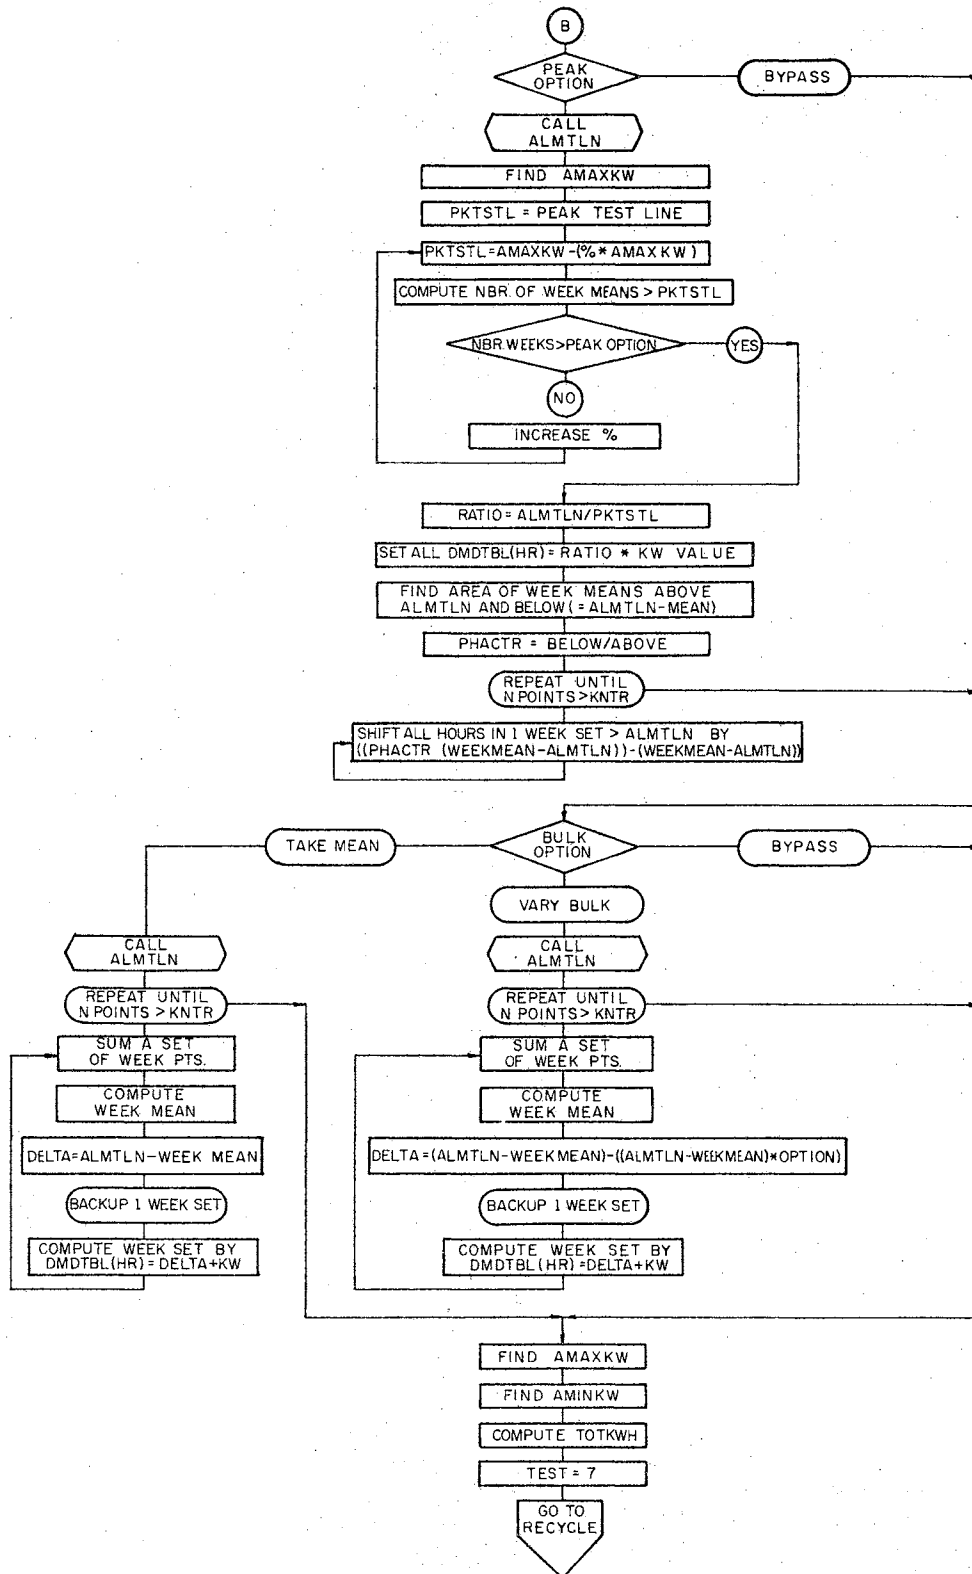 B
PEAK
OPTION
BYPASS
CALL
ALMTLN
FIND AMAXKW
PKTSTL = PEAK TEST LINE
PKTSTL=AMAXKW-(%*AMAXKW)
COMPUTE NBR. OF WEEK MEANS > PKTSTL
NBR. WEEKS>PEAK OPTION
YES
NO
INCREASE %
RATIO = ALMTLN/PKTSTL
SET ALL DMDTBL(HR) = RATIO * KW VALUE
FIND AREA OF WEEK MEANS ABOVE
ALMTLN AND BELOW (= ALMTLN-MEAN)
PHACTR = BELOW/ABOVE
REPEAT UNTIL
N POINTS>KNTR
SHIFT ALL HOURS IN 1 WEEK SET > ALMTLN BY
((PHACTR (WEEKMEAN-ALMTLN))-(WEEKMEAN-ALMTLN))
TAKE MEAN
BULK
OPTION
BYPASS
VARY BULK
CALL
ALMTLN
CALL
ALMTLN
REPEAT UNTIL
N POINTS > KNTR
REPEAT UNTIL
N POINTS>KNTR
SUM A SET
OF WEEK PTS.
SUM A SET
OF WEEK PTS.
COMPUTE
WEEK MEAN
COMPUTE
WEEK MEAN
DELTA=ALMTLN-WEEK MEAN
DELTA=(ALMTLN-WEEKMEAN)-((ALMTLN-WEEKMEAN)*OPTION)
BACKUP 1 WEEK SET
BACKUP 1 WEEK SET
COMPUTE WEEK SET BY
DMDTBL(HR) = DELTA+KW
COMPUTE WEEK SET BY
DMDTBL(HR) =DELTA+KW
FIND AMAXKW
FIND AMINKW
COMPUTE TOTKWH
TEST = 7
GO TO
RECYCLE